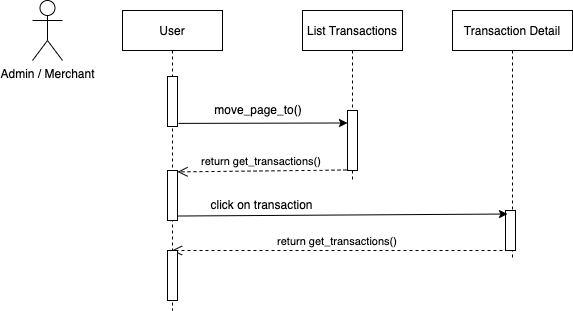 User
List Transactions
Transaction Detail
Admin / Merchant
move_page_to()
return get_transactions()
click on transaction
return get_transactions()